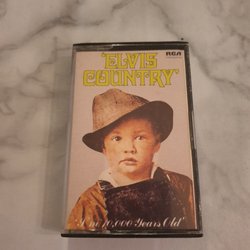 RCA
'ELVIS
COUNTRY'
"I'm 10,000 Years Old"